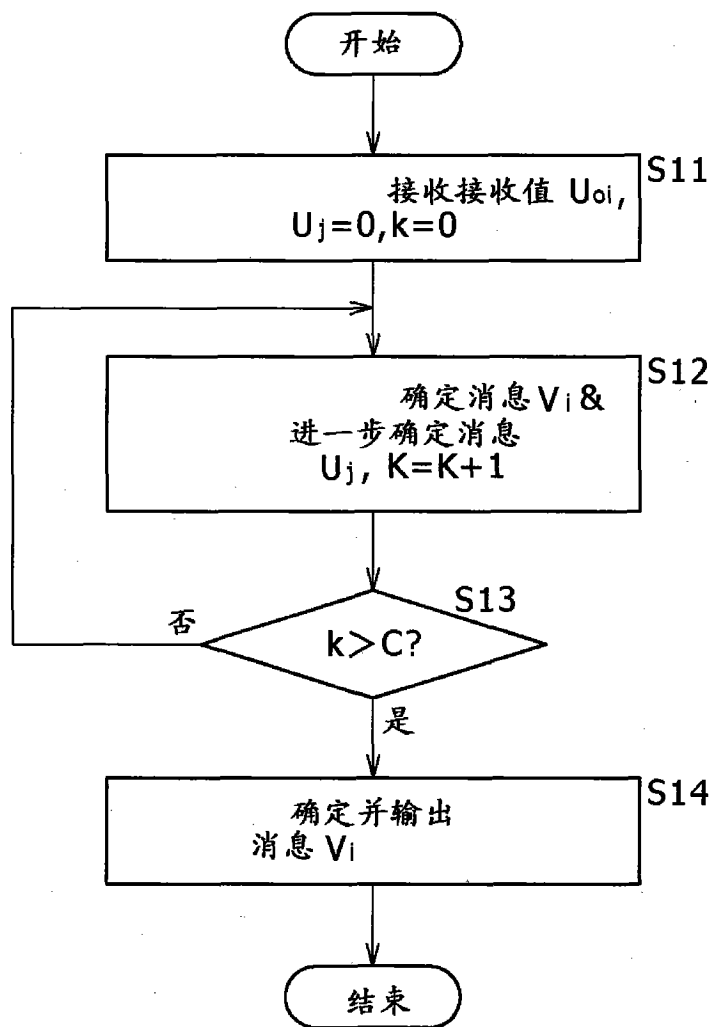 开始
S11
接收接收值 Uoi,
Uj=0,k=0
S12
确定消息Vi&
进一步确定消息
Uj, K=K+1
S13
k>C?
否
是
S14
确定并输出
消息 Vi
结束